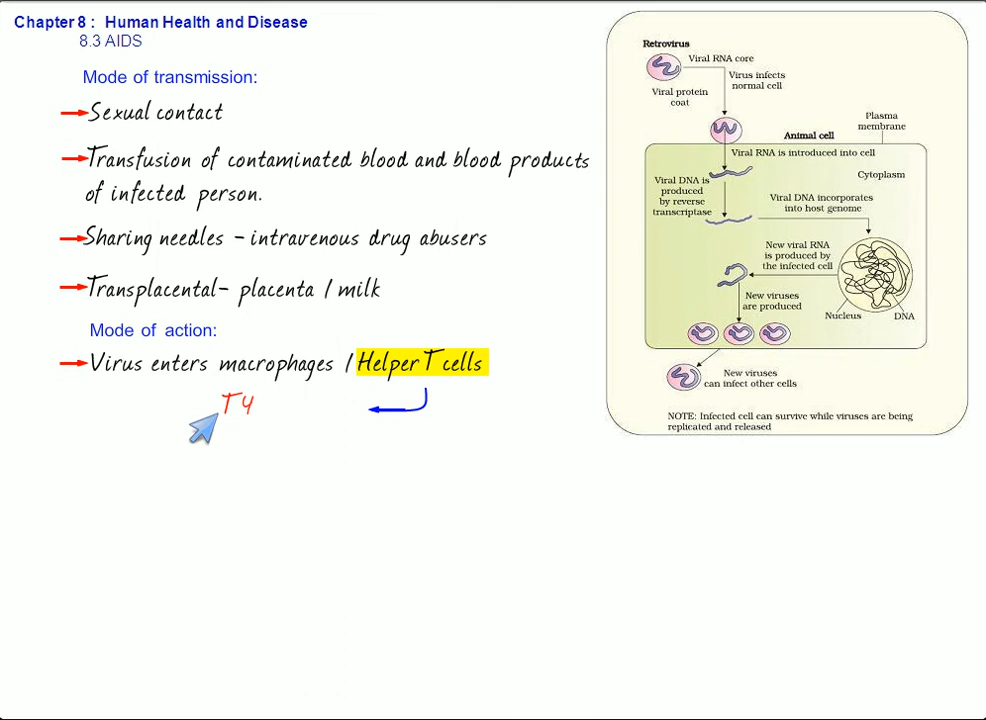 Chapter 8 : Human Health and Disease
8.3 AIDS
Mode of transmission:
Sexual contact
Transfusion of contaminated blood and blood products
of infected person.
Sharing needles - intravenous drug abusers
Transplacental- placenta / milk
Mode of action:
Virus enters macrophages / Helper T cells
T4
Retrovirus
Viral RNA core
Virus infects
normal cell
Viral protein
coat
Plasma
membrane
Animal cell
Viral RNA is introduced into cell
Cytoplasm
Viral DNA is
produced
by reverse
transcriptase
Viral DNA incorporates
into host genome
New viral RNA
is produced by
the infected cell
New viruses
are produced
Nucleus
DNA
New viruses
can infect other cells
NOTE: Infected cell can survive while viruses are being
replicated and released